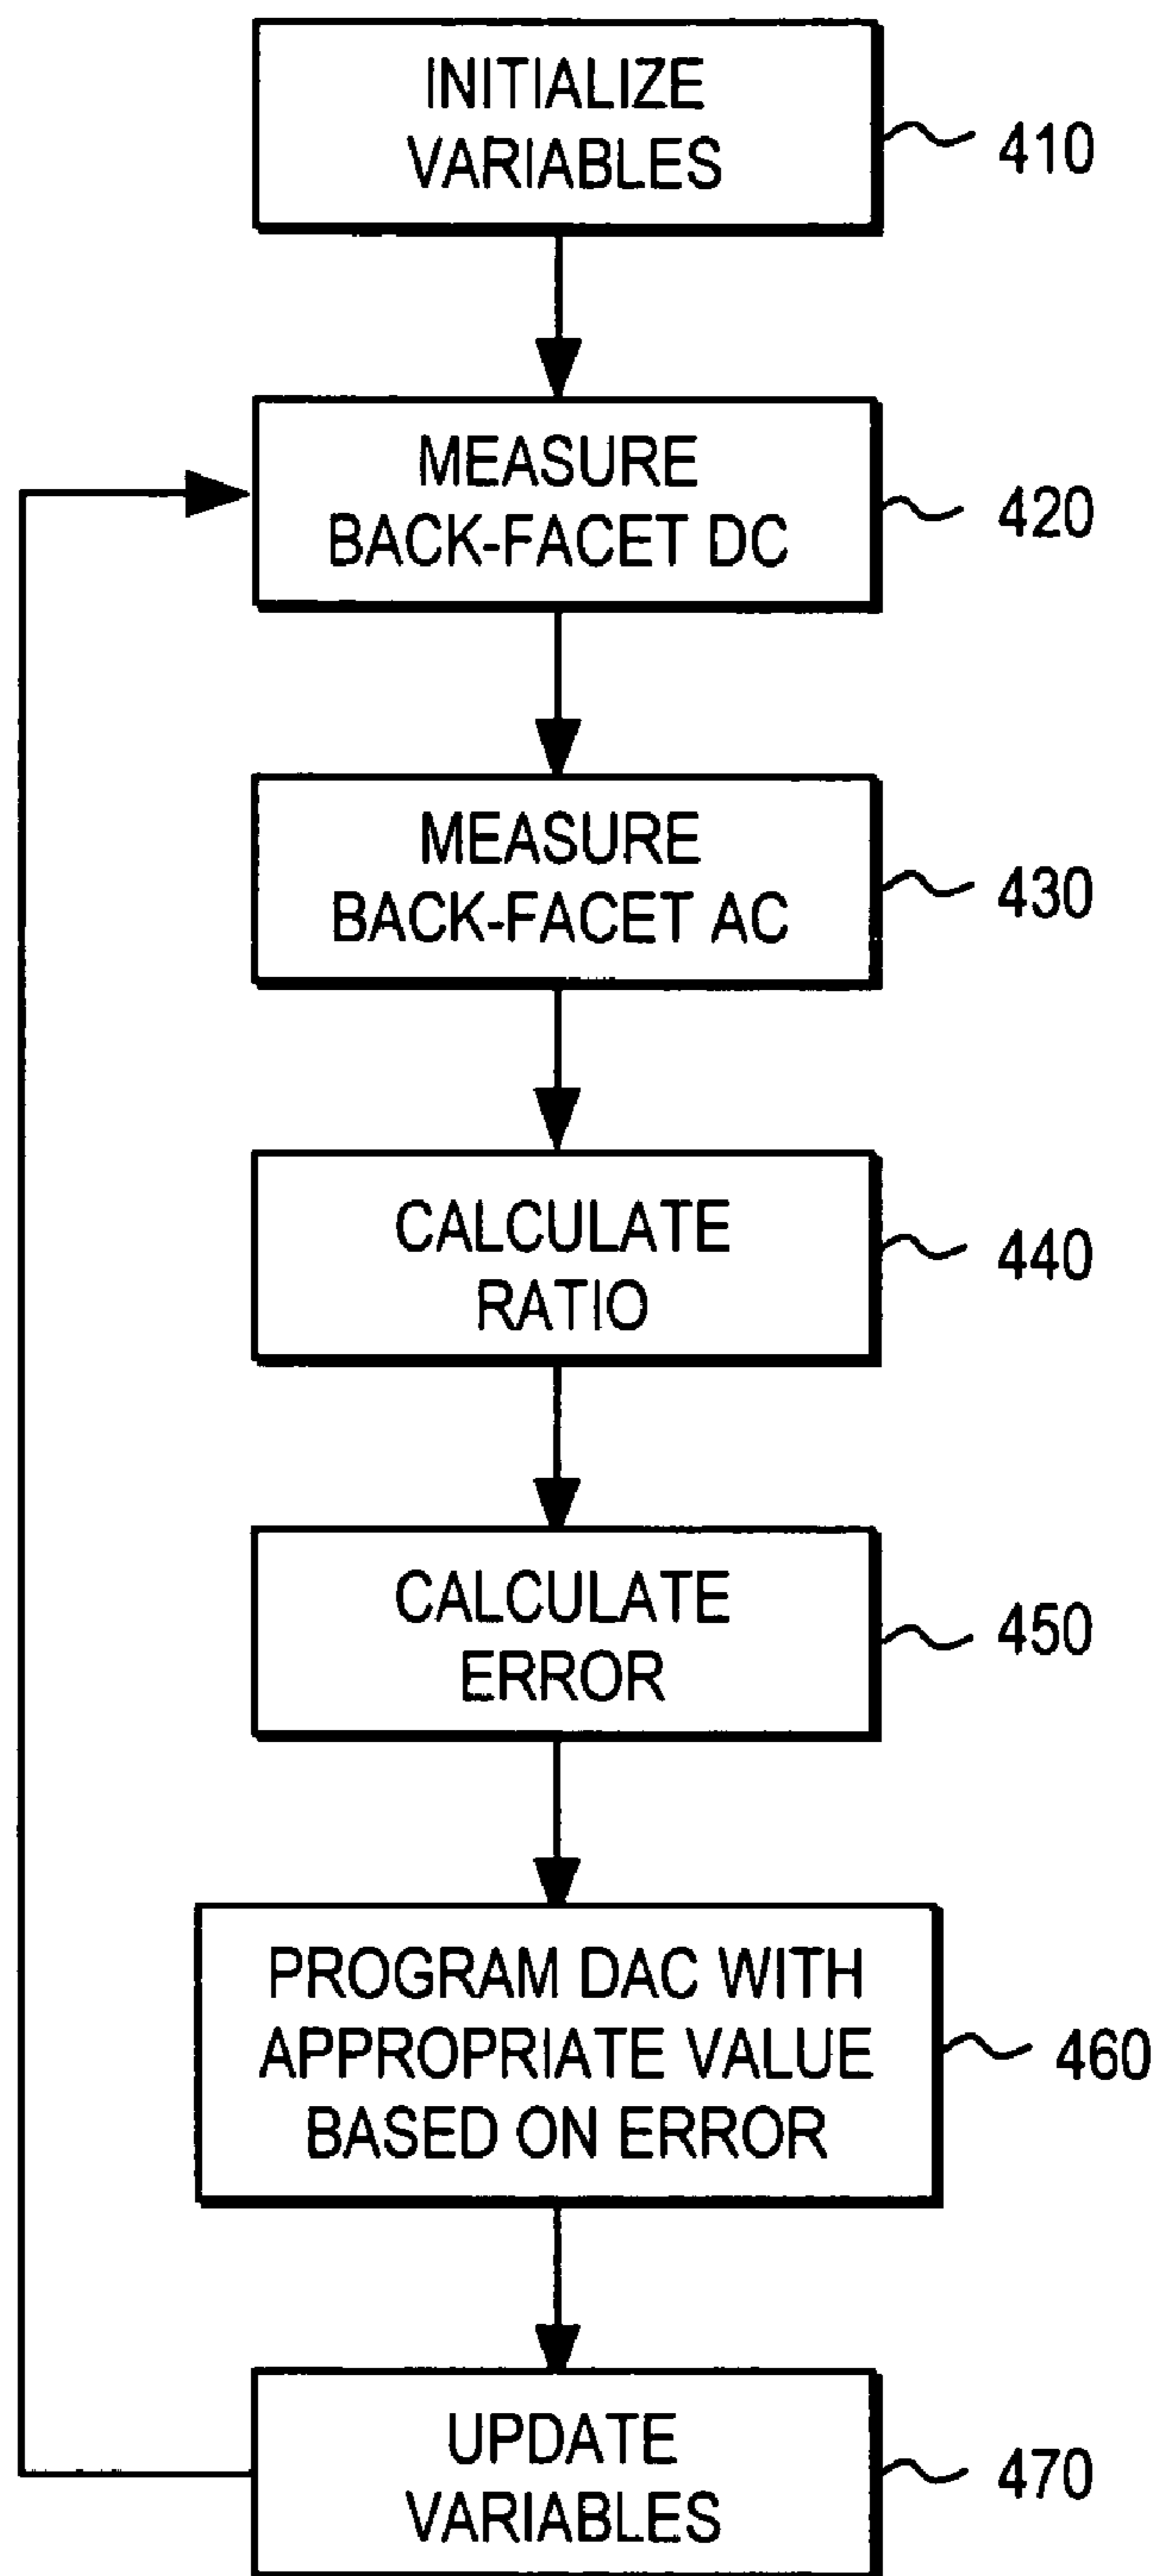 INITIALIZE
VARIABLES
410
MEASURE
BACK-FACET DC
420
MEASURE
BACK-FACET AC
430
CALCULATE
RATIO
440
CALCULATE
ERROR
450
PROGRAM DAC WITH
APPROPRIATE VALUE
BASED ON ERROR
460
UPDATE
VARIABLES
470